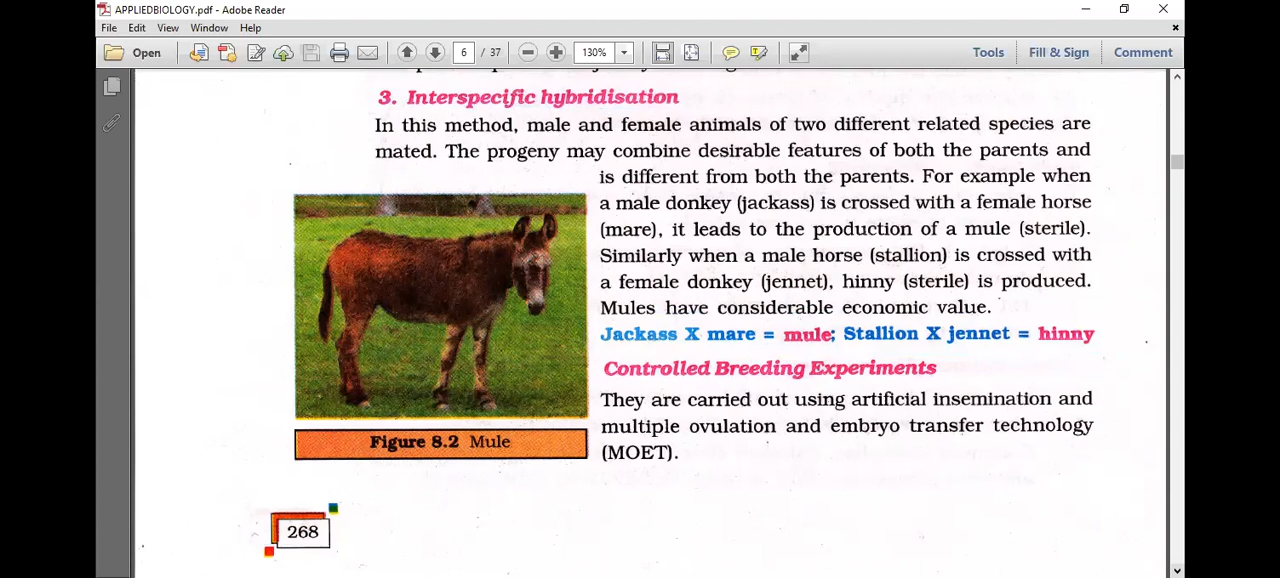 APPLIEDBIOLOGY.pdf - Adobe Reader
File Edit View Window Help
Open 6 / 37 130% Tools Fill & Sign Comment
3. Interspecific hybridisation
In this method, male and female animals of two different related species are
mated. The progeny may combine desirable features of both the parents and
is different from both the parents. For example when
a male donkey (jackass) is crossed with a female horse
(mare), it leads to the production of a mule (sterile).
Similarly when a male horse (stallion) is crossed with
a female donkey (jennet), hinny (sterile) is produced.
Mules have considerable economic value.
Jackass X mare = mule; Stallion X jennet = hinny
Controlled Breeding Experiments
They are carried out using artificial insemination and
multiple ovulation and embryo transfer technology
(MOET).
Figure 8.2 Mule
268